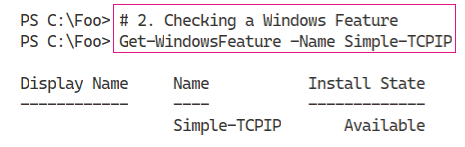 PS C:\Foo> # 2. Checking a Windows Feature
PS C:\Foo> Get-WindowsFeature -Name Simple-TCPIP
Display Name Name Install State
------------ ---- -------------
Simple-TCPIP Available